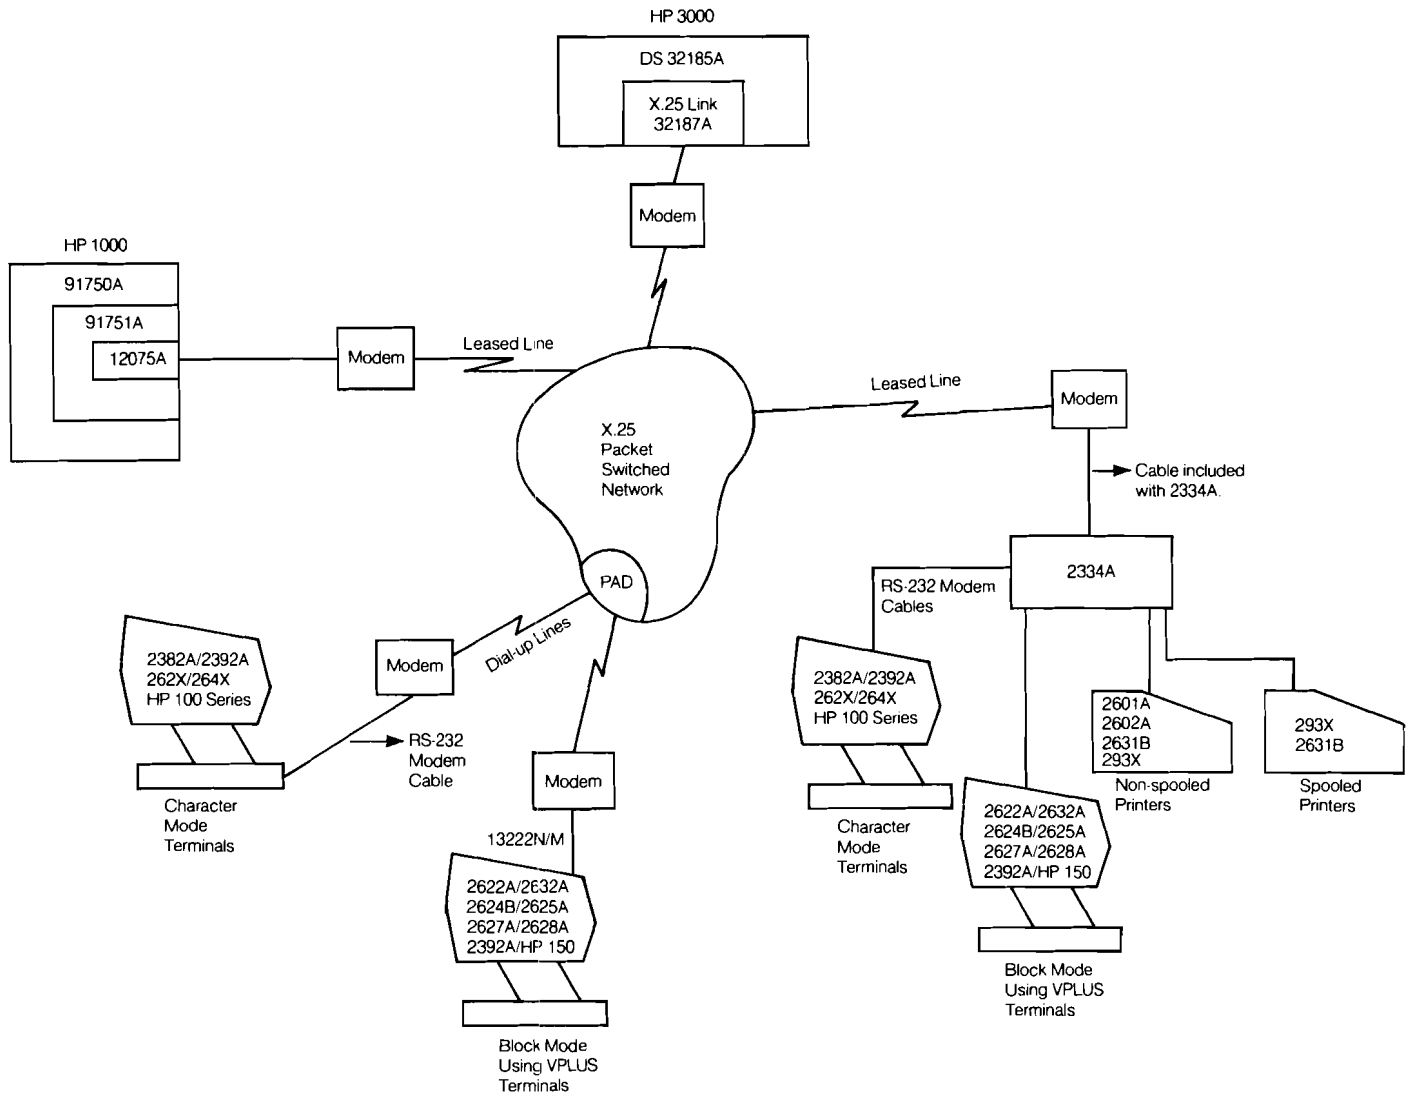 HP 3000
DS 32185A
X.25 Link
32187A
Modem
HP 1000
91750A
91751A
12075A
Modem
Leased Line
Leased Line
Modem
X.25
Packet
Switched
Network
Cable included
with 2334A.
PAD
2334A
RS-232 Modem
Cables
Dial-up Lines
Modem
2382A/2392A
262X/264X
HP 100 Series
RS-232
Modem
Cable
Character
Mode
Terminals
Modem
13222N/M
2622A/2632A
2624B/2625A
2627A/2628A
2392A/HP 150
Block Mode
Using VPLUS
Terminals
2382A/2392A
262X/264X
HP 100 Series
Character
Mode
Terminals
2622A/2632A
2624B/2625A
2627A/2628A
2392A/HP 150
Block Mode
Using VPLUS
Terminals
2601A
2602A
2631B
293X
Non-spooled
Printers
293X
2631B
Spooled
Printers